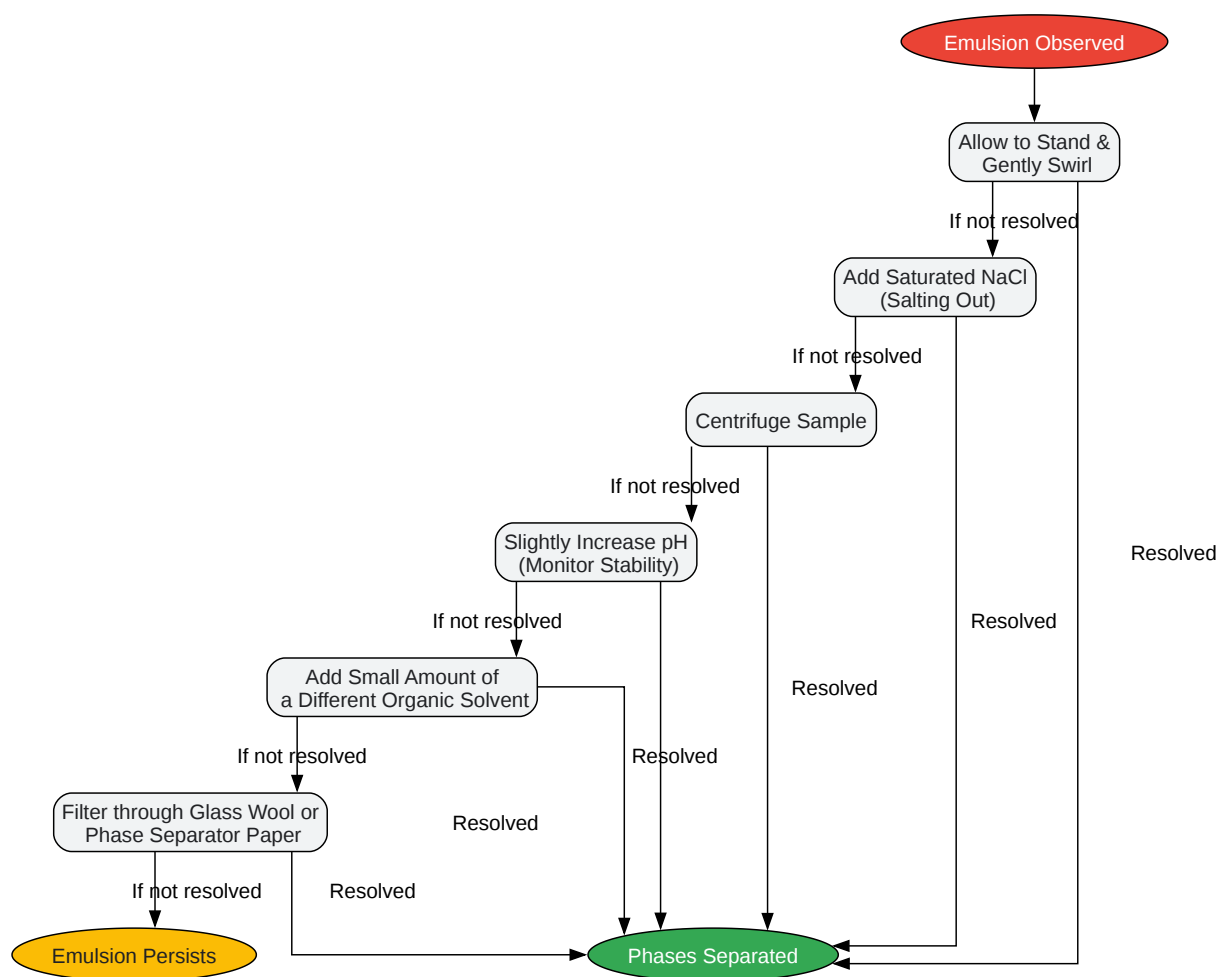 Emulsion Observed
Allow to Stand &
Gently Swirl
If not resolved
Add Saturated NaCl
(Salting Out)
If not resolved
Centrifuge Sample
If not resolved
Slightly Increase pH
(Monitor Stability)
Resolved
If not resolved
Resolved
Add Small Amount of
a Different Organic Solvent
Resolved
If not resolved
Resolved
Filter through Glass Wool or
Phase Separator Paper
Resolved
If not resolved
Resolved
Emulsion Persists
Phases Separated